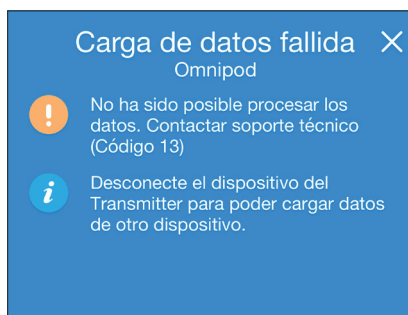 Carga de datos fallida
Omnipod
No ha sido posible procesar los
datos. Contactar soporte técnico
(Código 13)
Desconecte el dispositivo del
Transmitter para poder cargar datos
de otro dispositivo.